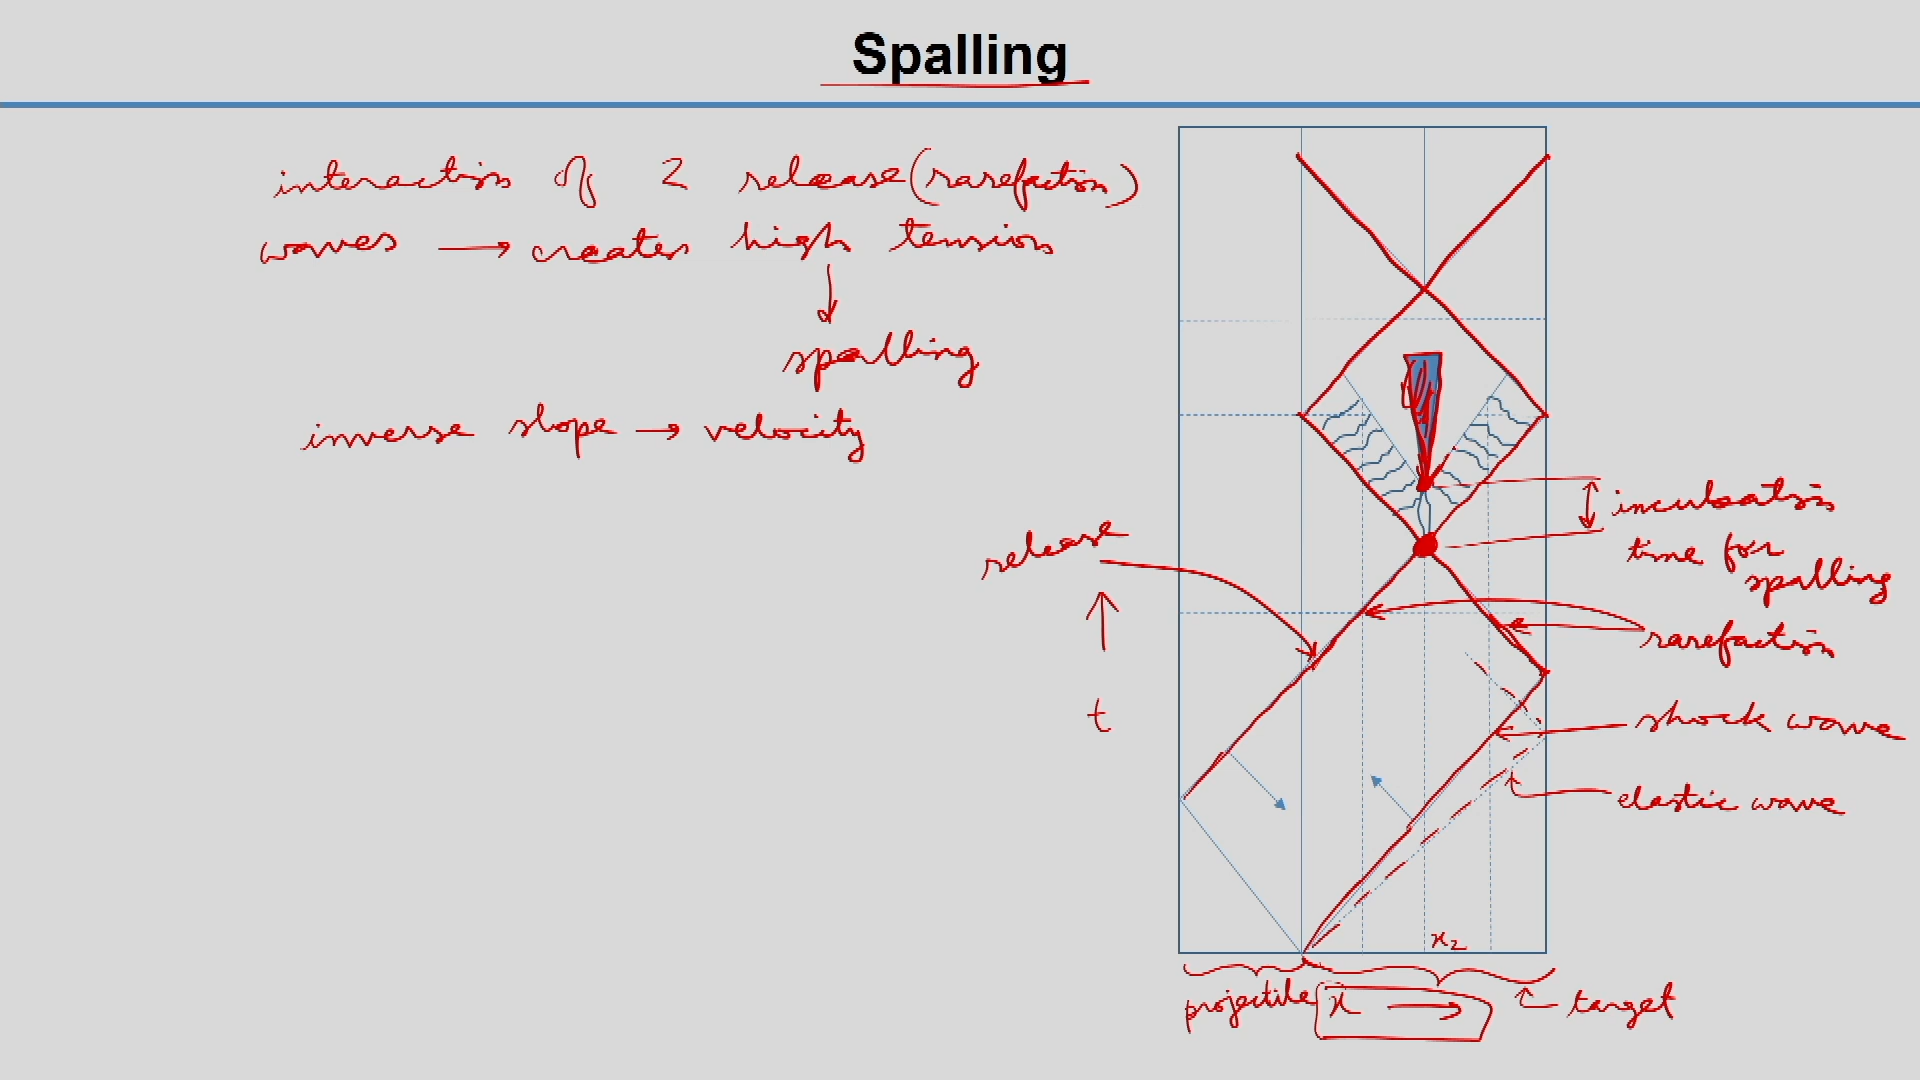 Spalling
interaction of 2 release (rarefaction)
waves → creates high tension
↓
spalling
inverse slope → velocity
release
↑
t
incubation
time for
spalling
rarefaction
shock wave
elastic wave
x₂
projectile x → target